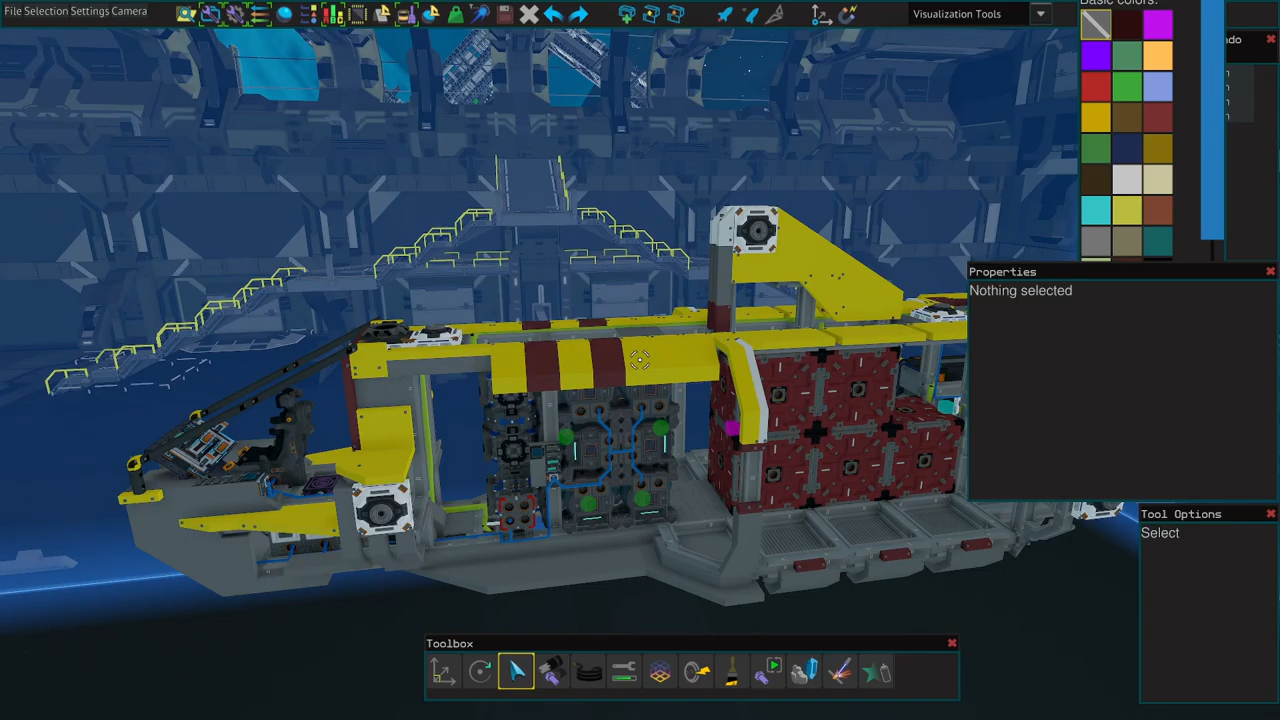 File Selection Settings Camera
Visualization Tools
Basic colors:
Properties
Nothing selected
Tool Options
Select
Toolbox